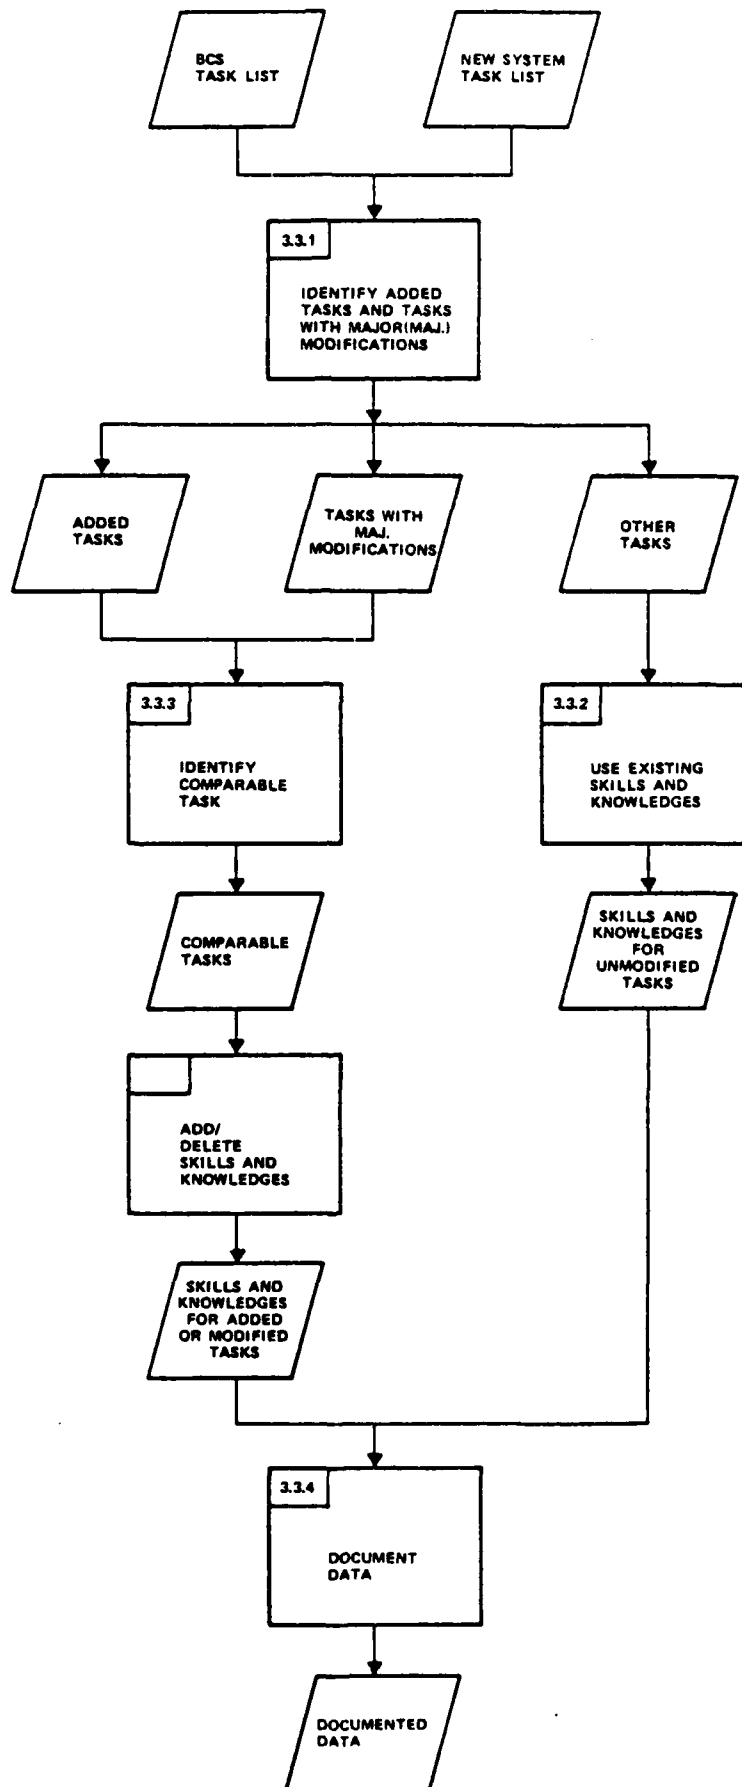 BCS
TASK LIST
NEW SYSTEM
TASK LIST
3.3.1
IDENTIFY ADDED
TASKS AND TASKS
WITH MAJOR(MAJ.)
MODIFICATIONS
ADDED
TASKS
TASKS WITH
MAJ.
MODIFICATIONS
OTHER
TASKS
3.3.3
IDENTIFY
COMPARABLE
TASK
3.3.2
USE EXISTING
SKILLS AND
KNOWLEDGES
COMPARABLE
TASKS
SKILLS AND
KNOWLEDGES
FOR
UNMODIFIED
TASKS
ADD/
DELETE
SKILLS AND
KNOWLEDGES
SKILLS AND
KNOWLEDGES
FOR ADDED
OR MODIFIED
TASKS
3.3.4
DOCUMENT
DATA
DOCUMENTED
DATA